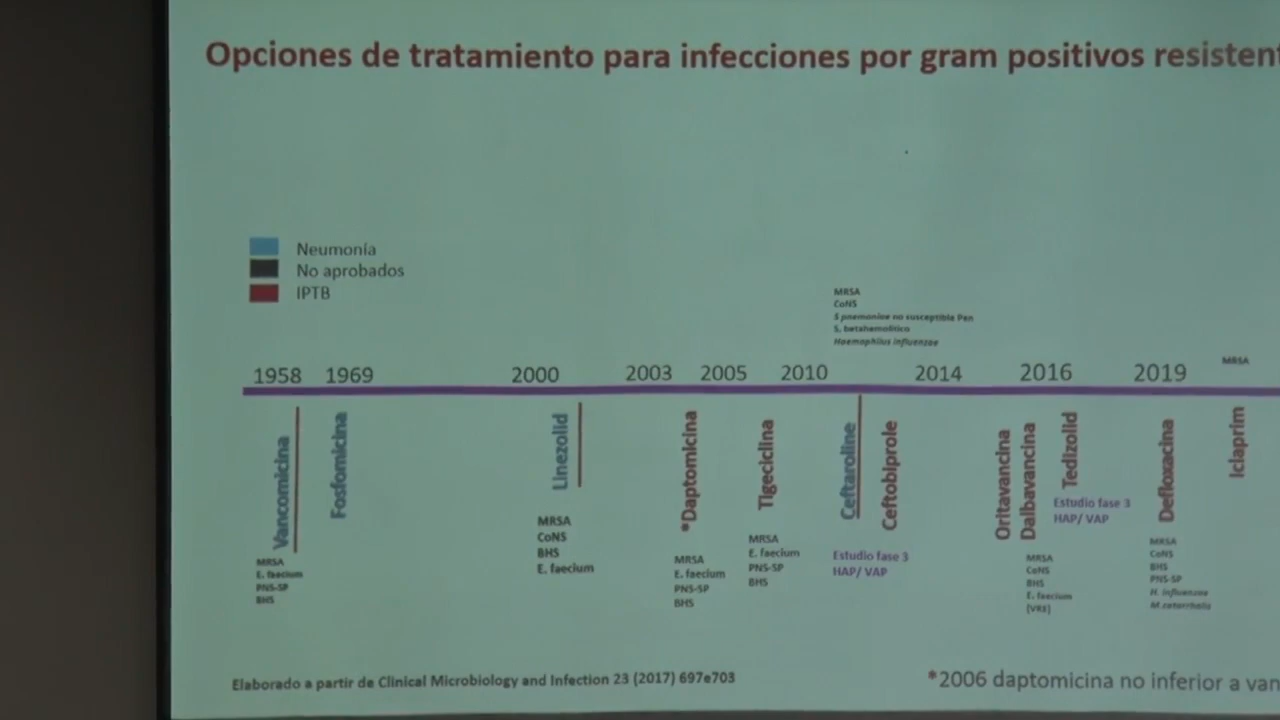 Opciones de tratamiento para infecciones por gram positivos resisten
Neumonía
No aprobados
IPTB
MRSA
CoNS
S pnemoniae no susceptible Pen
S. betahemolitico
Haemophilus influenzae
MRSA
1958 1969 2000 2003 2005 2010 2014 2016 2019
Vancomicina
MRSA
E. faecium
PNS-SP
BHS
Fosfomicina
Linezolid
MRSA
CoNS
BHS
E. faecium
*Daptomicina
MRSA
E. faecium
PNS-SP
BHS
Tigeciclina
MRSA
E. faecium
PNS-SP
BHS
Ceftaroline
Ceftobiprole
Estudio fase 3
HAP/ VAP
Oritavancina
Dalbavancina
MRSA
CoNS
BHS
E. faecium
(VRE)
Tedizolid
Estudio fase 3
HAP/ VAP
Defloxacina
MRSA
CoNS
BHS
PNS-SP
H. influenzae
M.catarrhalis
Iclaprim
Elaborado a partir de Clinical Microbiology and Infection 23 (2017) 697e703
*2006 daptomicina no inferior a van